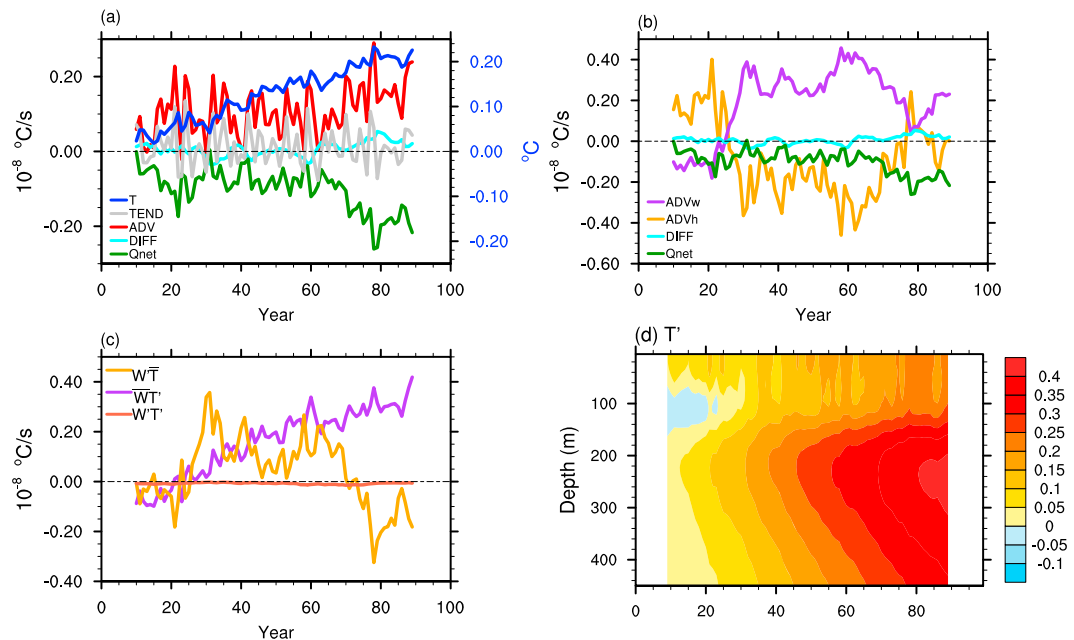 (a)
10⁻⁸ °C/s
0.20
0.00
-0.20
0.20
0.10
0.00
-0.10
-0.20
°C
T
TEND
ADV
DIFF
Qnet
0 20 40 60 80 100
Year
(b)
10⁻⁸ °C/s
0.40
0.20
0.00
-0.20
-0.40
-0.60
ADVw
ADVh
DIFF
Qnet
0 20 40 60 80 100
Year
(c)
10⁻⁸ °C/s
0.40
0.20
0.00
-0.20
-0.40
W'T̅
W̅T'
W'T'
0 20 40 60 80 100
Year
(d) T'
Depth (m)
100
200
300
400
0 20 40 60 80
0.4
0.35
0.3
0.25
0.2
0.15
0.1
0.05
0
-0.05
-0.1